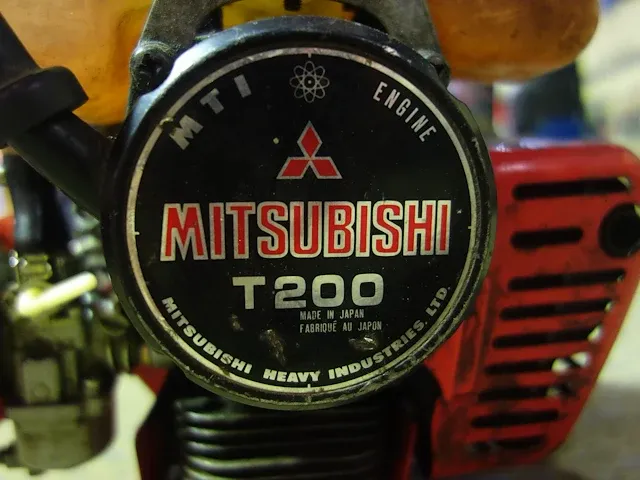 MTI
ENGINE
MITSUBISHI
T200
MADE IN JAPAN
FABRIQUÉ AU JAPON
MITSUBISHI HEAVY INDUSTRIES, LTD.